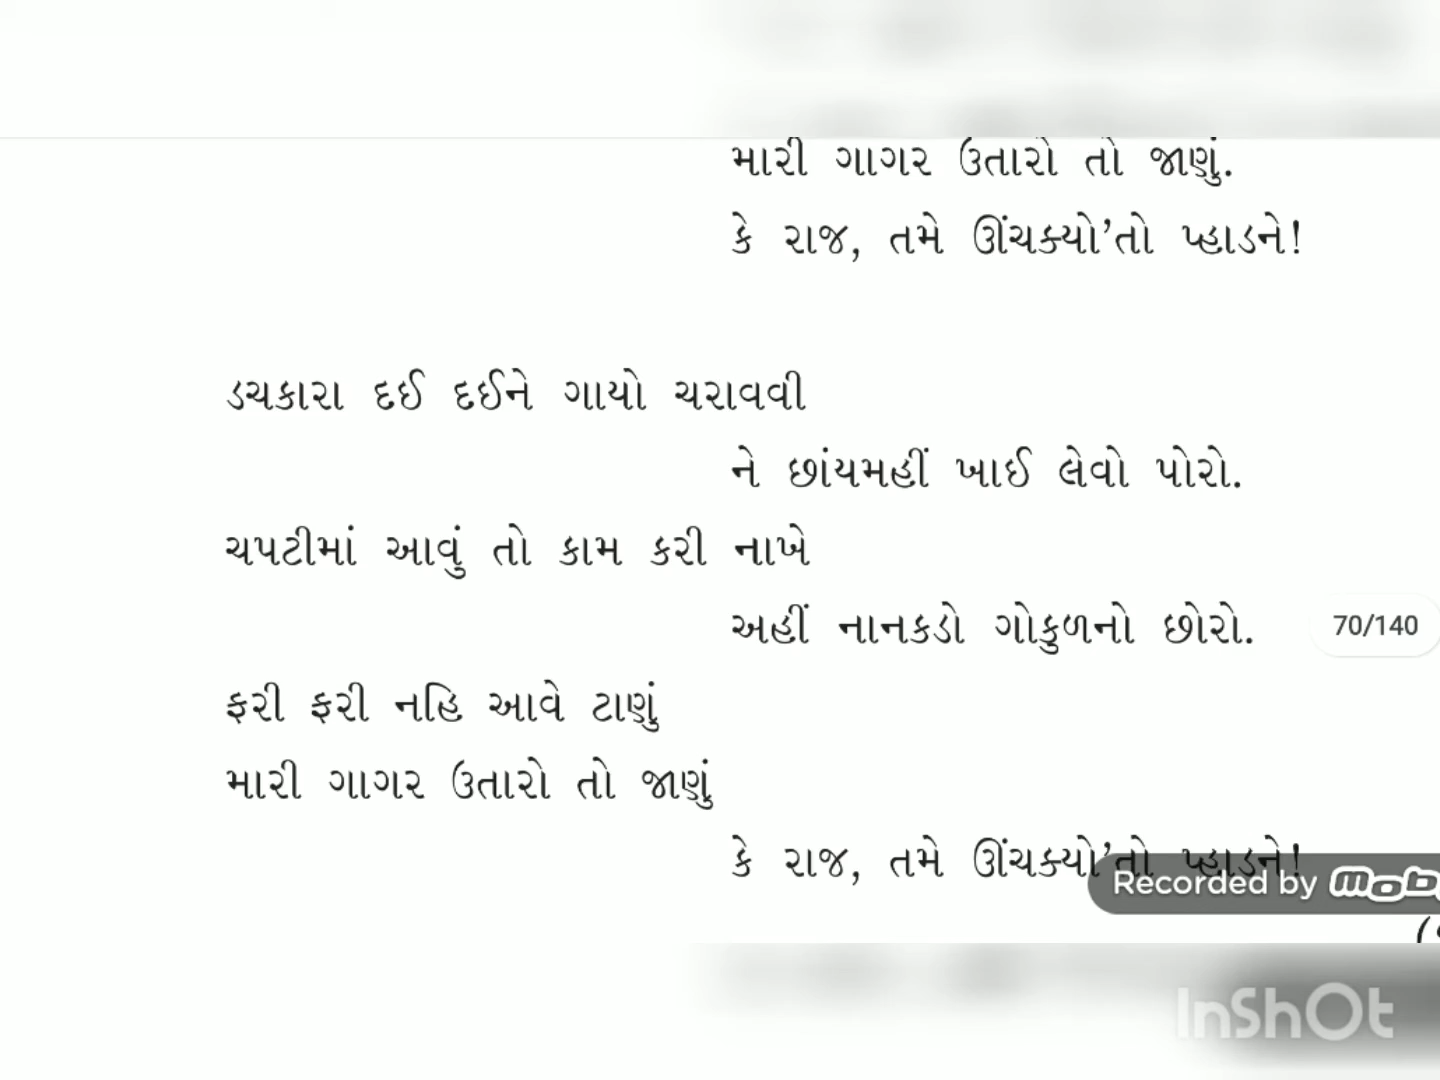 મારી ગાગર ઉતારો તો જાણું.
કે રાજ, તમે ઊંચક્યો'તો પ્હાડને!
ડચકારા દઈ દઈને ગાયો ચરાવવી
ને છાંયમહીં ખાઈ લેવો પોરો.
ચપટીમાં આવું તો કામ કરી નાખે
અહીં નાનકડો ગોકુળનો છોરો.
70/140
ફરી ફરી નહિ આવે ટાણું
મારી ગાગર ઉતારો તો જાણું
કે રાજ, તમે ઊંચક્યો'તો પ્હાડને!
Recorded by
InShOt